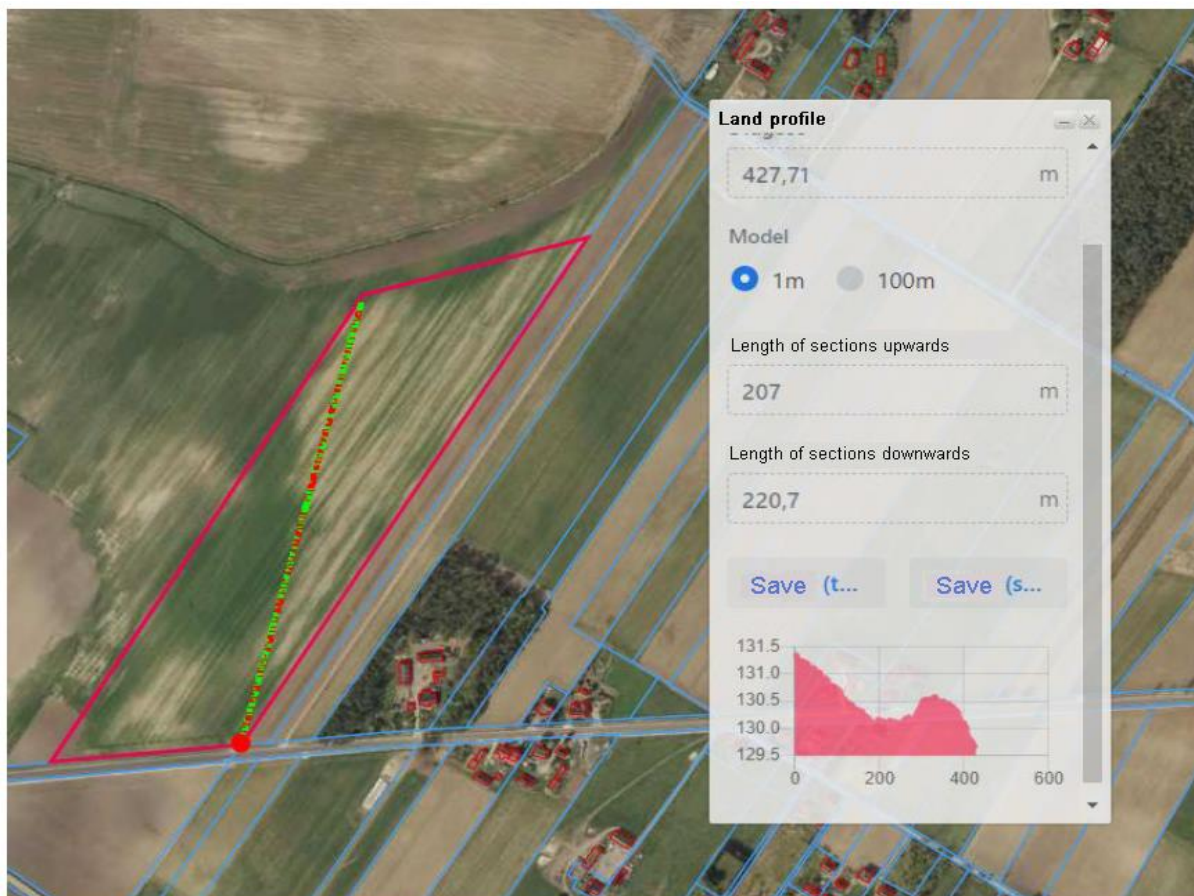 Land profile
427,71 m
Model
1m 100m
Length of sections upwards
207 m
Length of sections downwards
220,7 m
Save (t... Save (s...
131.5
131.0
130.5
130.0
129.5
0 200 400 600